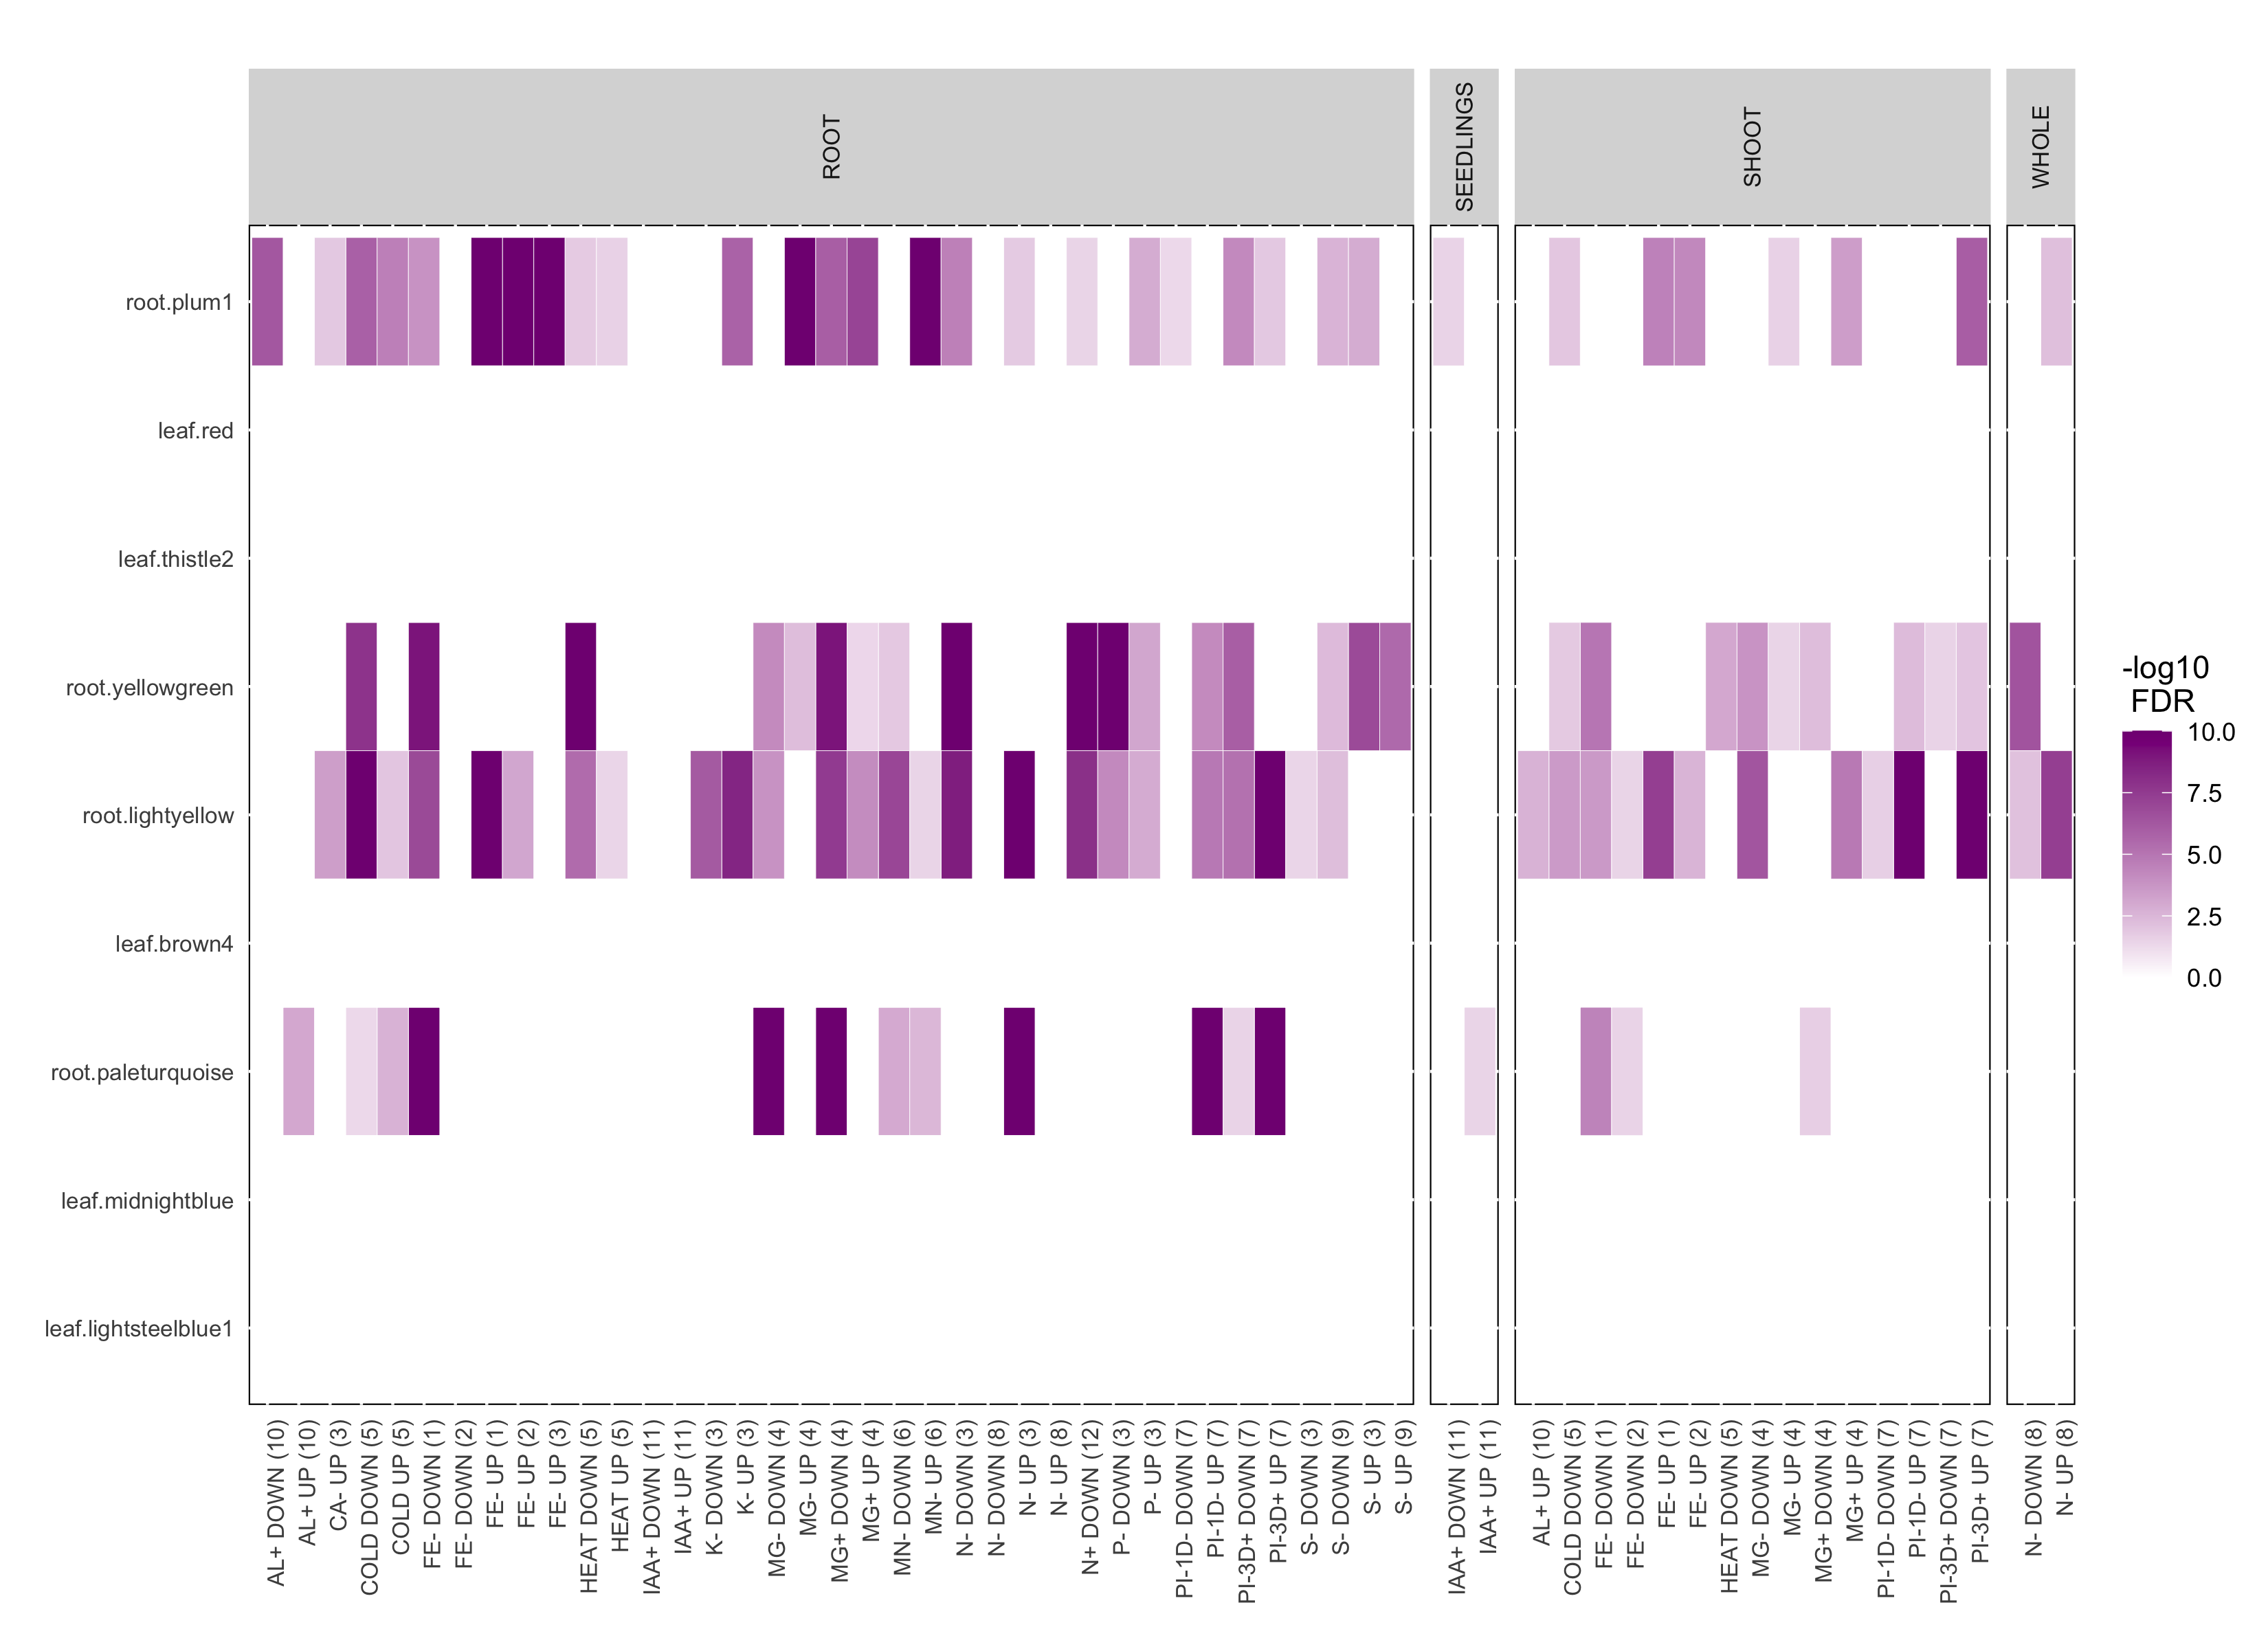 ROOT
SEEDLINGS
SHOOT
WHOLE
root.plum1
leaf.red
leaf.thistle2
root.yellowgreen
root.lightyellow
leaf.brown4
root.paleturquoise
leaf.midnightblue
leaf.lightsteelblue1
AL+ DOWN (10)
AL+ UP (10)
CA- UP (3)
COLD DOWN (5)
COLD UP (5)
FE- DOWN (1)
FE- DOWN (2)
FE- UP (1)
FE- UP (2)
FE- UP (3)
HEAT DOWN (5)
HEAT UP (5)
IAA+ DOWN (11)
IAA+ UP (11)
K- DOWN (3)
K- UP (3)
MG- DOWN (4)
MG- UP (4)
MG+ DOWN (4)
MG+ UP (4)
MN- DOWN (6)
MN- UP (6)
N- DOWN (3)
N- DOWN (8)
N- UP (3)
N- UP (8)
N+ DOWN (12)
P- DOWN (3)
P- UP (3)
PI-1D- DOWN (7)
PI-1D- UP (7)
PI-3D+ DOWN (7)
PI-3D+ UP (7)
S- DOWN (3)
S- DOWN (9)
S- UP (3)
S- UP (9)
IAA+ DOWN (11)
IAA+ UP (11)
AL+ UP (10)
COLD DOWN (5)
FE- DOWN (1)
FE- DOWN (2)
FE- UP (1)
FE- UP (2)
HEAT DOWN (5)
MG- DOWN (4)
MG- UP (4)
MG+ DOWN (4)
MG+ UP (4)
PI-1D- DOWN (7)
PI-1D- UP (7)
PI-3D+ DOWN (7)
PI-3D+ UP (7)
N- DOWN (8)
N- UP (8)
-log10
FDR
10.0
7.5
5.0
2.5
0.0